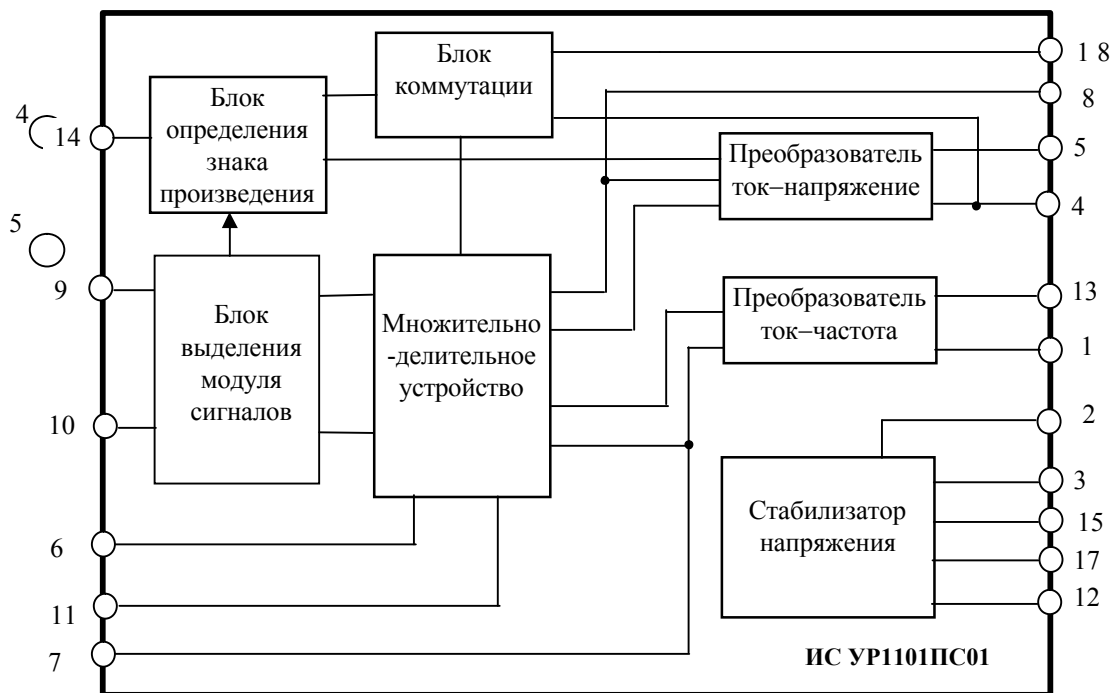 Блок
коммутации
1 8
8
Блок
определения
знака
произведения
4
14
Преобразователь
ток–напряжение
5
4
5
9
Блок
выделения
модуля
сигналов
Множительно
-делительное
устройство
Преобразователь
ток–частота
13
1
10
2
Стабилизатор
напряжения
3
15
17
12
6
11
7
ИС УР1101ПС01